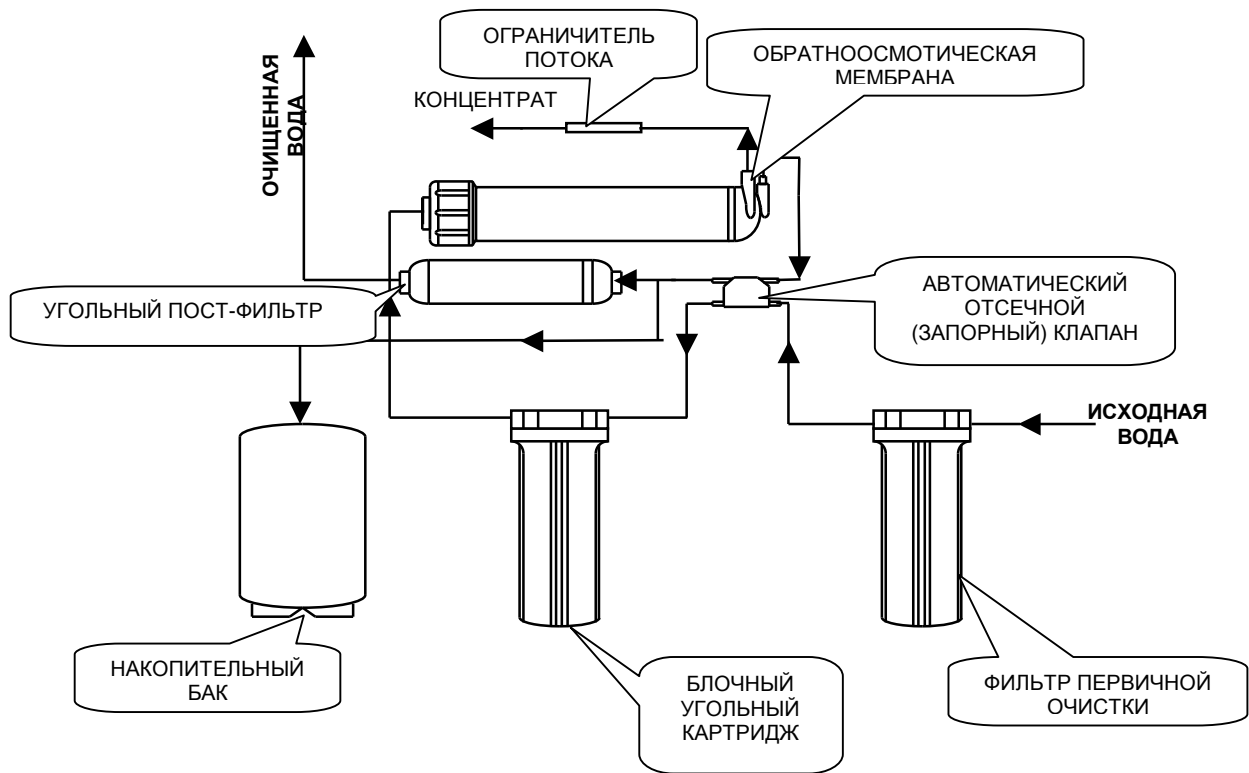 ОГРАНИЧИТЕЛЬ
ПОТОКА
ОБРАТНООСМОТИЧЕСКАЯ
МЕМБРАНА
КОНЦЕНТРАТ
ОЧИЩЕННАЯ
ВОДА
УГОЛЬНЫЙ ПОСТ-ФИЛЬТР
АВТОМАТИЧЕСКИЙ
ОТСЕЧНОЙ
(ЗАПОРНЫЙ) КЛАПАН
ИСХОДНАЯ
ВОДА
НАКОПИТЕЛЬНЫЙ
БАК
БЛОЧНЫЙ
УГОЛЬНЫЙ
КАРТРИДЖ
ФИЛЬТР ПЕРВИЧНОЙ
ОЧИСТКИ